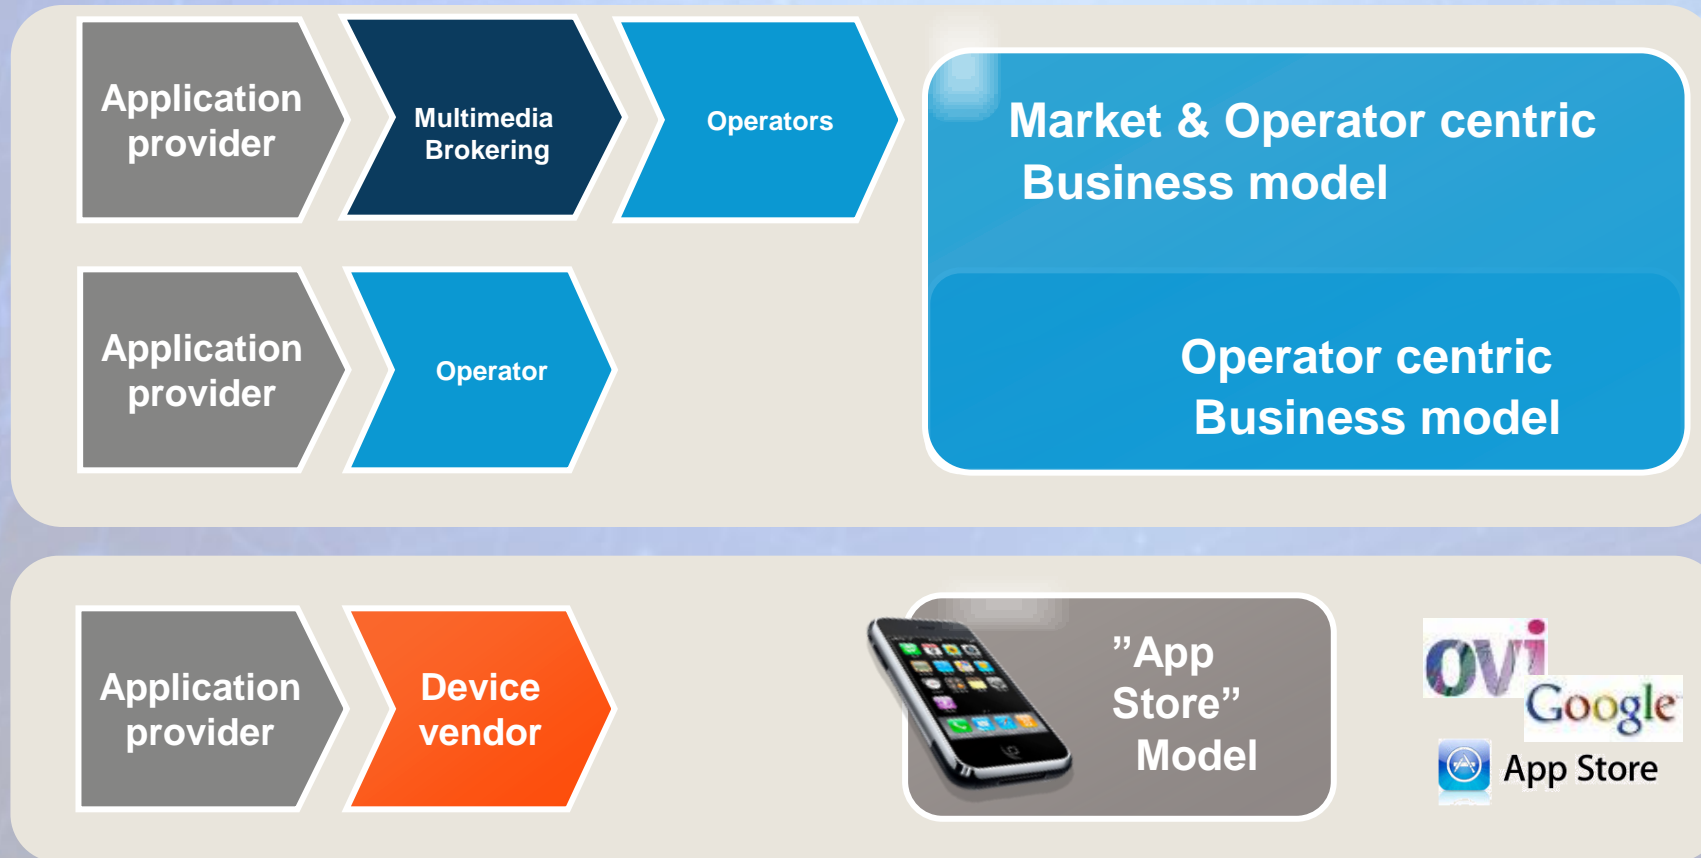 Application
provider
Multimedia
Brokering
Operators
Market & Operator centric
Business model
Application
provider
Operator
Operator centric
Business model
Application
provider
Device
vendor
”App
Store”
Model
ovi
Google
App Store